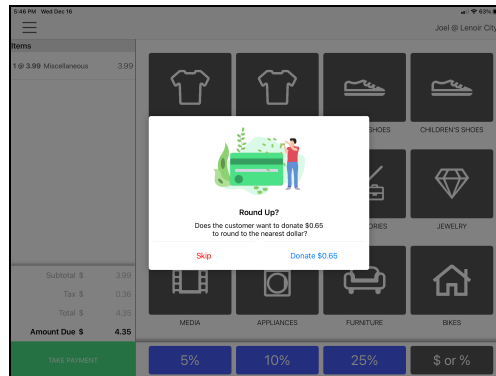 5:46 PM Wed Dec 16
63%
Joel @ Lenoir City
Items
1 @ 3.99 Miscellaneous 3.99
SHOES
CHILDREN'S SHOES
Round Up?
Does the customer want to donate $0.65
to round to the nearest dollar?
Skip
Donate $0.65
JEWELRY
Subtotal $ 3.99
Tax $ 0.36
Total $ 4.35
Amount Due $ 4.35
MEDIA
APPLIANCES
FURNITURE
BIKES
TAKE PAYMENT
5%
10%
25%
$ or %